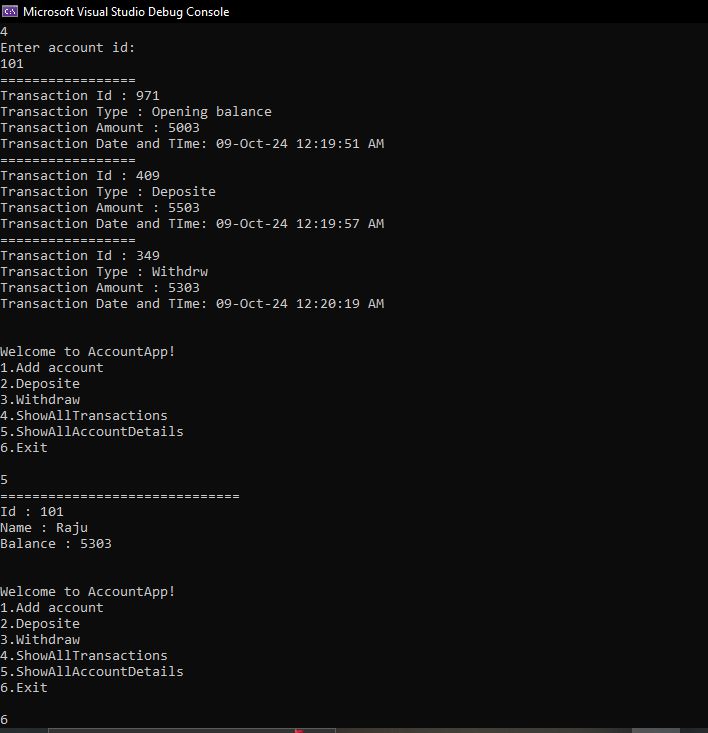 Microsoft Visual Studio Debug Console
4
Enter account id:
101
=================
Transaction Id : 971
Transaction Type : Opening balance
Transaction Amount : 5003
Transaction Date and TIme: 09-Oct-24 12:19:51 AM
=================
Transaction Id : 409
Transaction Type : Deposite
Transaction Amount : 5503
Transaction Date and TIme: 09-Oct-24 12:19:57 AM
=================
Transaction Id : 349
Transaction Type : Withdrw
Transaction Amount : 5303
Transaction Date and TIme: 09-Oct-24 12:20:19 AM
Welcome to AccountApp!
1.Add account
2.Deposite
3.Withdraw
4.ShowAllTransactions
5.ShowAllAccountDetails
6.Exit
5
==============================
Id : 101
Name : Raju
Balance : 5303
Welcome to AccountApp!
1.Add account
2.Deposite
3.Withdraw
4.ShowAllTransactions
5.ShowAllAccountDetails
6.Exit
6